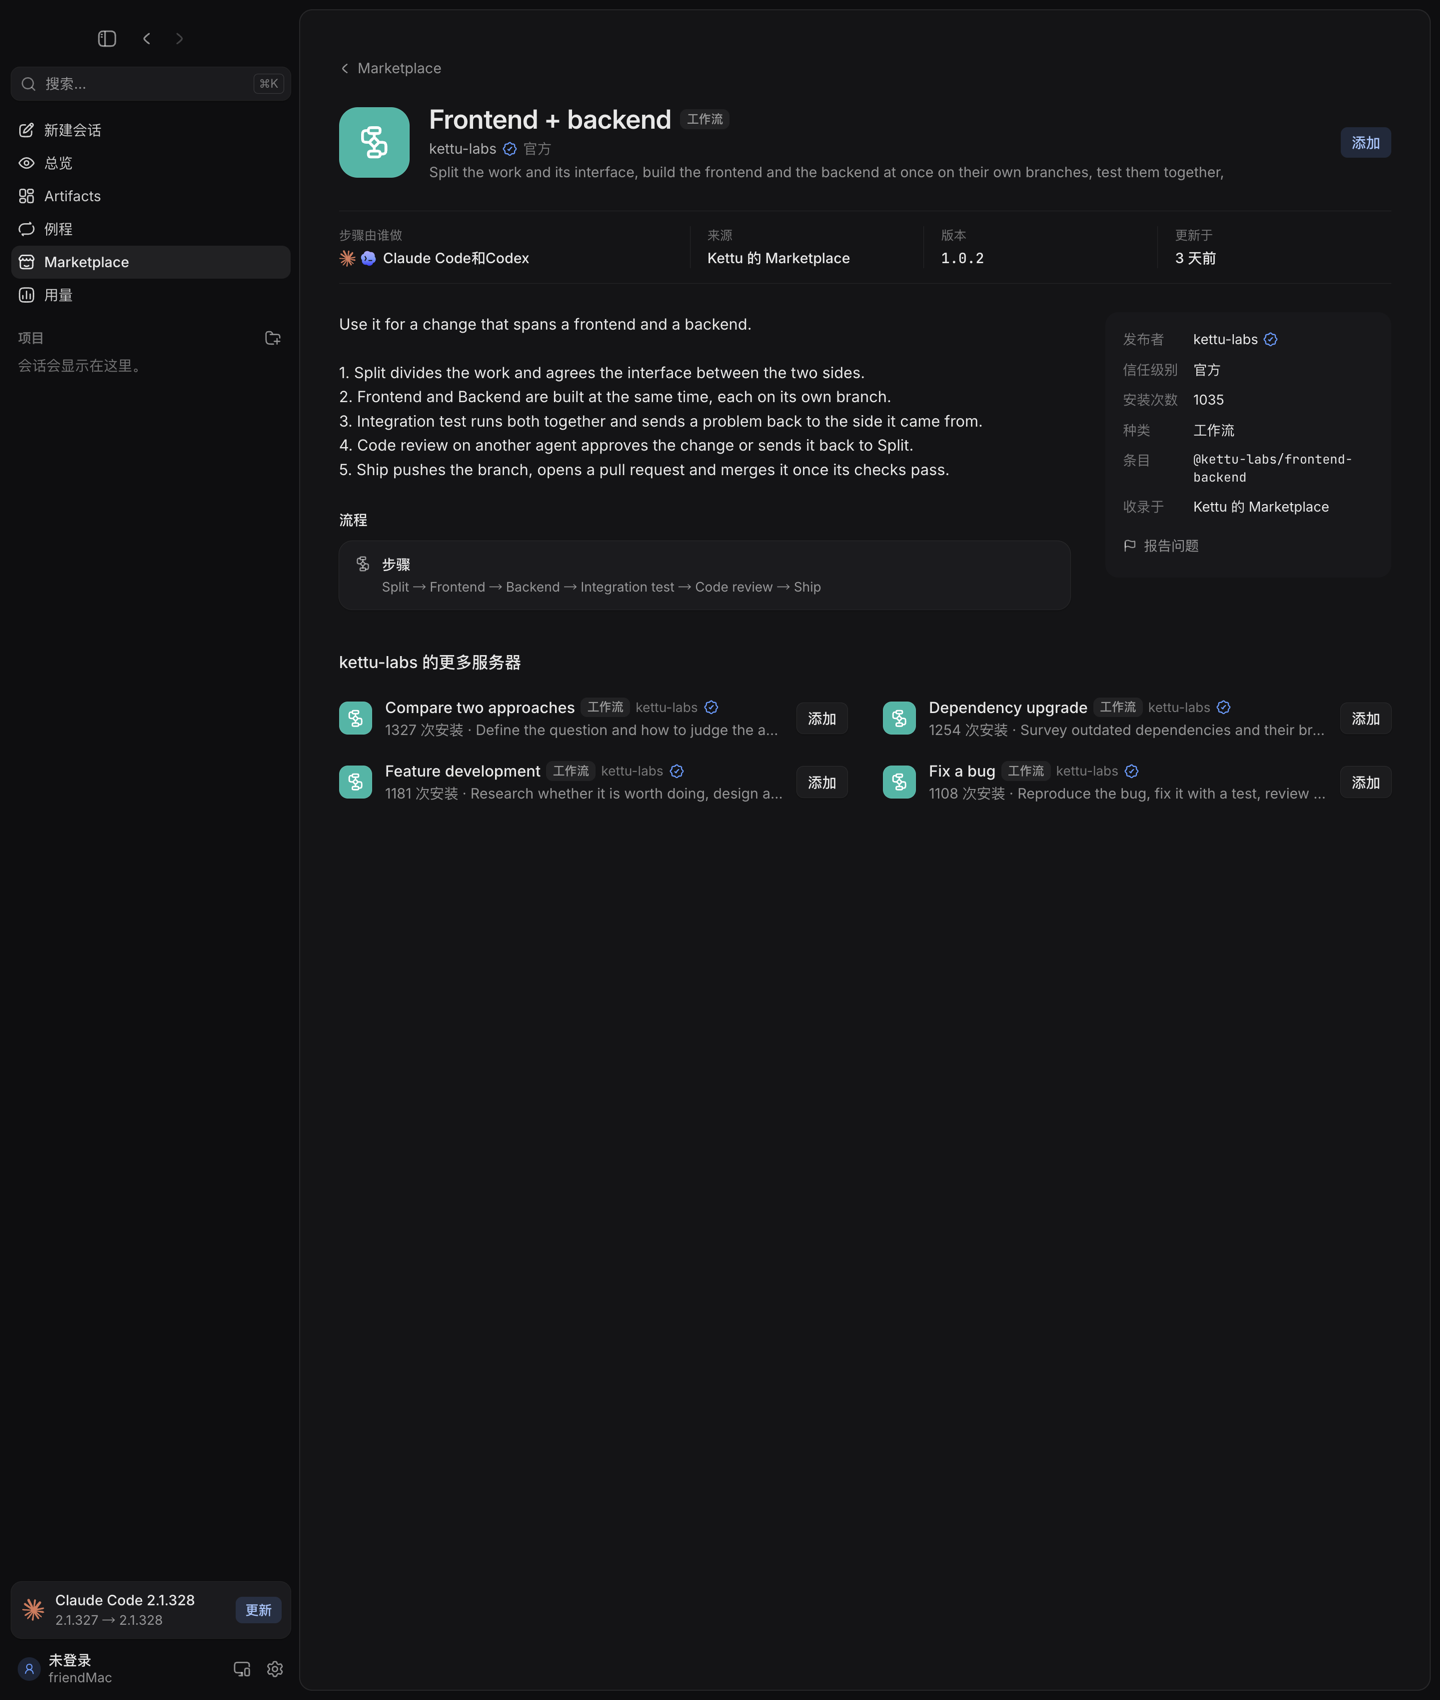 搜索... ⌘K
新建会话
总览
Artifacts
例程
Marketplace
用量
项目
会话会显示在这里。
Claude Code 2.1.328
2.1.327 → 2.1.328
更新
未登录
friendMac
Marketplace
Frontend + backend 工作流
kettu-labs 官方
Split the work and its interface, build the frontend and the backend at once on their own branches, test them together,
添加
步骤由谁做
Claude Code和Codex
来源
Kettu 的 Marketplace
版本
1.0.2
更新于
3 天前
Use it for a change that spans a frontend and a backend.
1. Split divides the work and agrees the interface between the two sides.
2. Frontend and Backend are built at the same time, each on its own branch.
3. Integration test runs both together and sends a problem back to the side it came from.
4. Code review on another agent approves the change or sends it back to Split.
5. Ship pushes the branch, opens a pull request and merges it once its checks pass.
流程
步骤
Split → Frontend → Backend → Integration test → Code review → Ship
发布者 kettu-labs
信任级别 官方
安装次数 1035
种类 工作流
条目 @kettu-labs/frontend-
backend
收录于 Kettu 的 Marketplace
报告问题
kettu-labs 的更多服务器
Compare two approaches 工作流 kettu-labs
1327 次安装 · Define the question and how to judge the a...
添加
Dependency upgrade 工作流 kettu-labs
1254 次安装 · Survey outdated dependencies and their br...
添加
Feature development 工作流 kettu-labs
1181 次安装 · Research whether it is worth doing, design a...
添加
Fix a bug 工作流 kettu-labs
1108 次安装 · Reproduce the bug, fix it with a test, review ...
添加